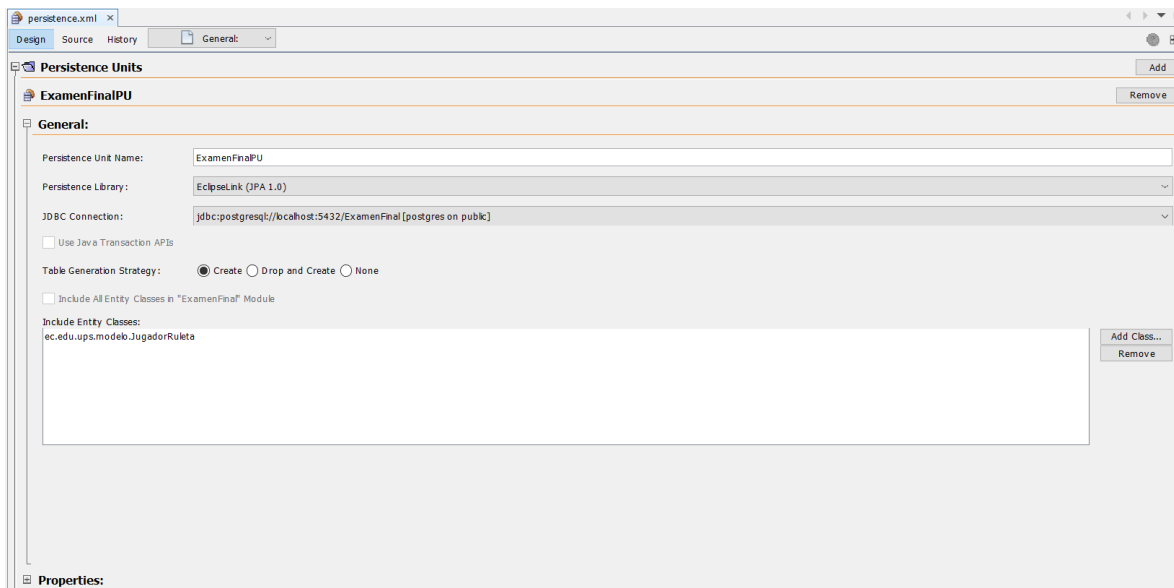 persistence.xml
Design Source History General:
Persistence Units Add
ExamenFinalPU Remove
General:
Persistence Unit Name: ExamenFinalPU
Persistence Library: EclipseLink (JPA 1.0)
JDBC Connection: jdbc:postgresql://localhost:5432/ExamenFinal [postgres on public]
Use Java Transaction APIs
Table Generation Strategy: Create Drop and Create None
Include All Entity Classes in "ExamenFinal" Module
Include Entity Classes:
ec.edu.ups.modelo.JugadorRuleta Add Class...
Remove
Properties: